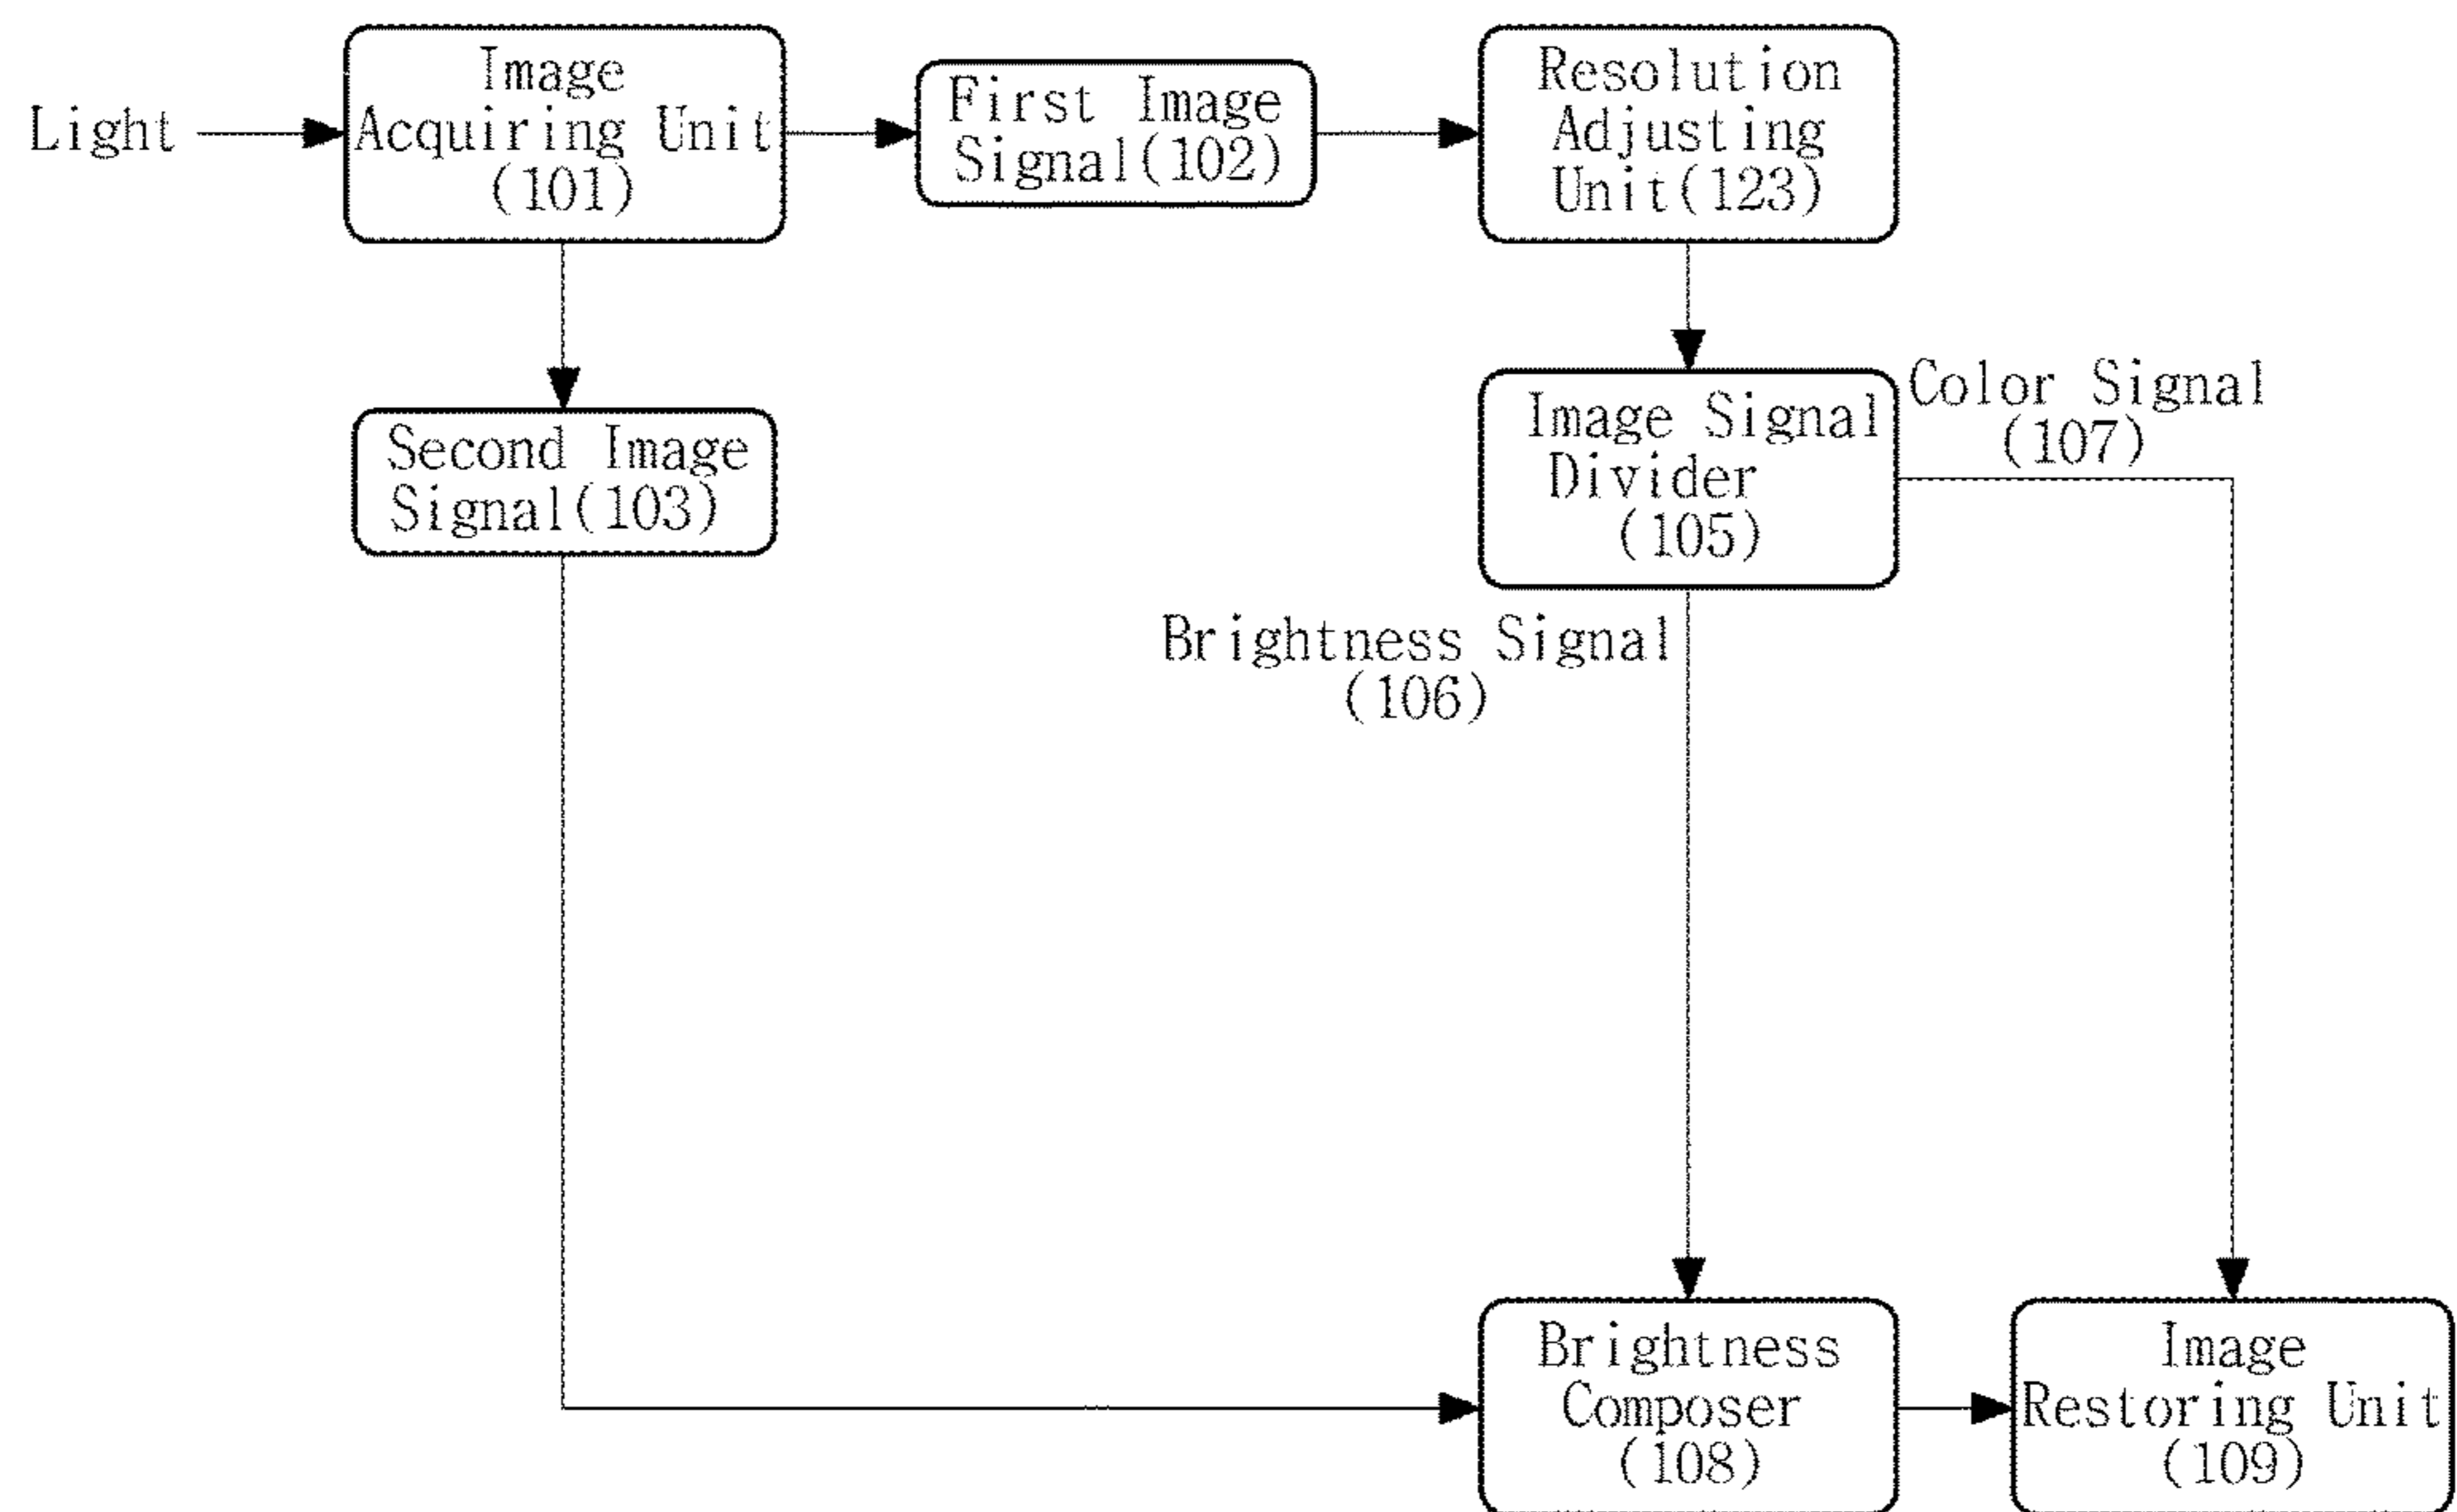 Light
Image
Acquiring Unit
(101)
First Image
Signal(102)
Resolution
Adjusting
Unit(123)
Second Image
Signal(103)
Image Signal
Divider
(105)
Color Signal
(107)
Brightness Signal
(106)
Brightness
Composer
(108)
Image
Restoring Unit
(109)